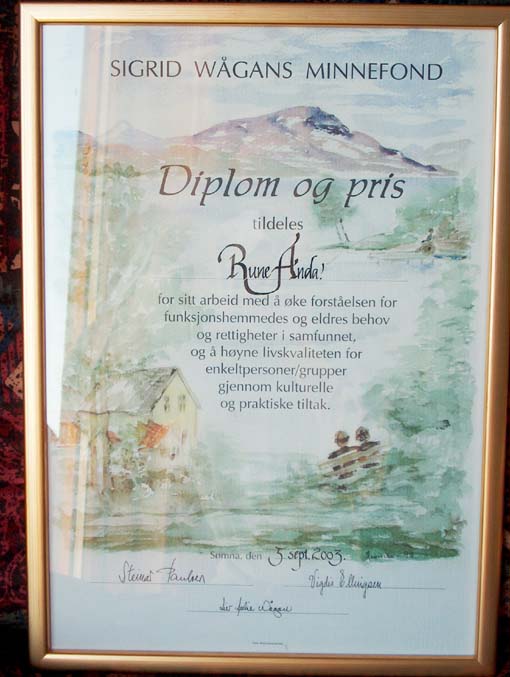 SIGRID WÅGANS MINNEFOND
Diplom og pris
tildeles
Rune Anda!
for sitt arbeid med å øke forståelsen for
funksjonshemmedes og eldres behov
og rettigheter i samfunnet,
og å høyne livskvaliteten for
enkeltpersoner/grupper
gjennom kulturelle
og praktiske tiltak.
Sømna, den 5. sept. 2003.